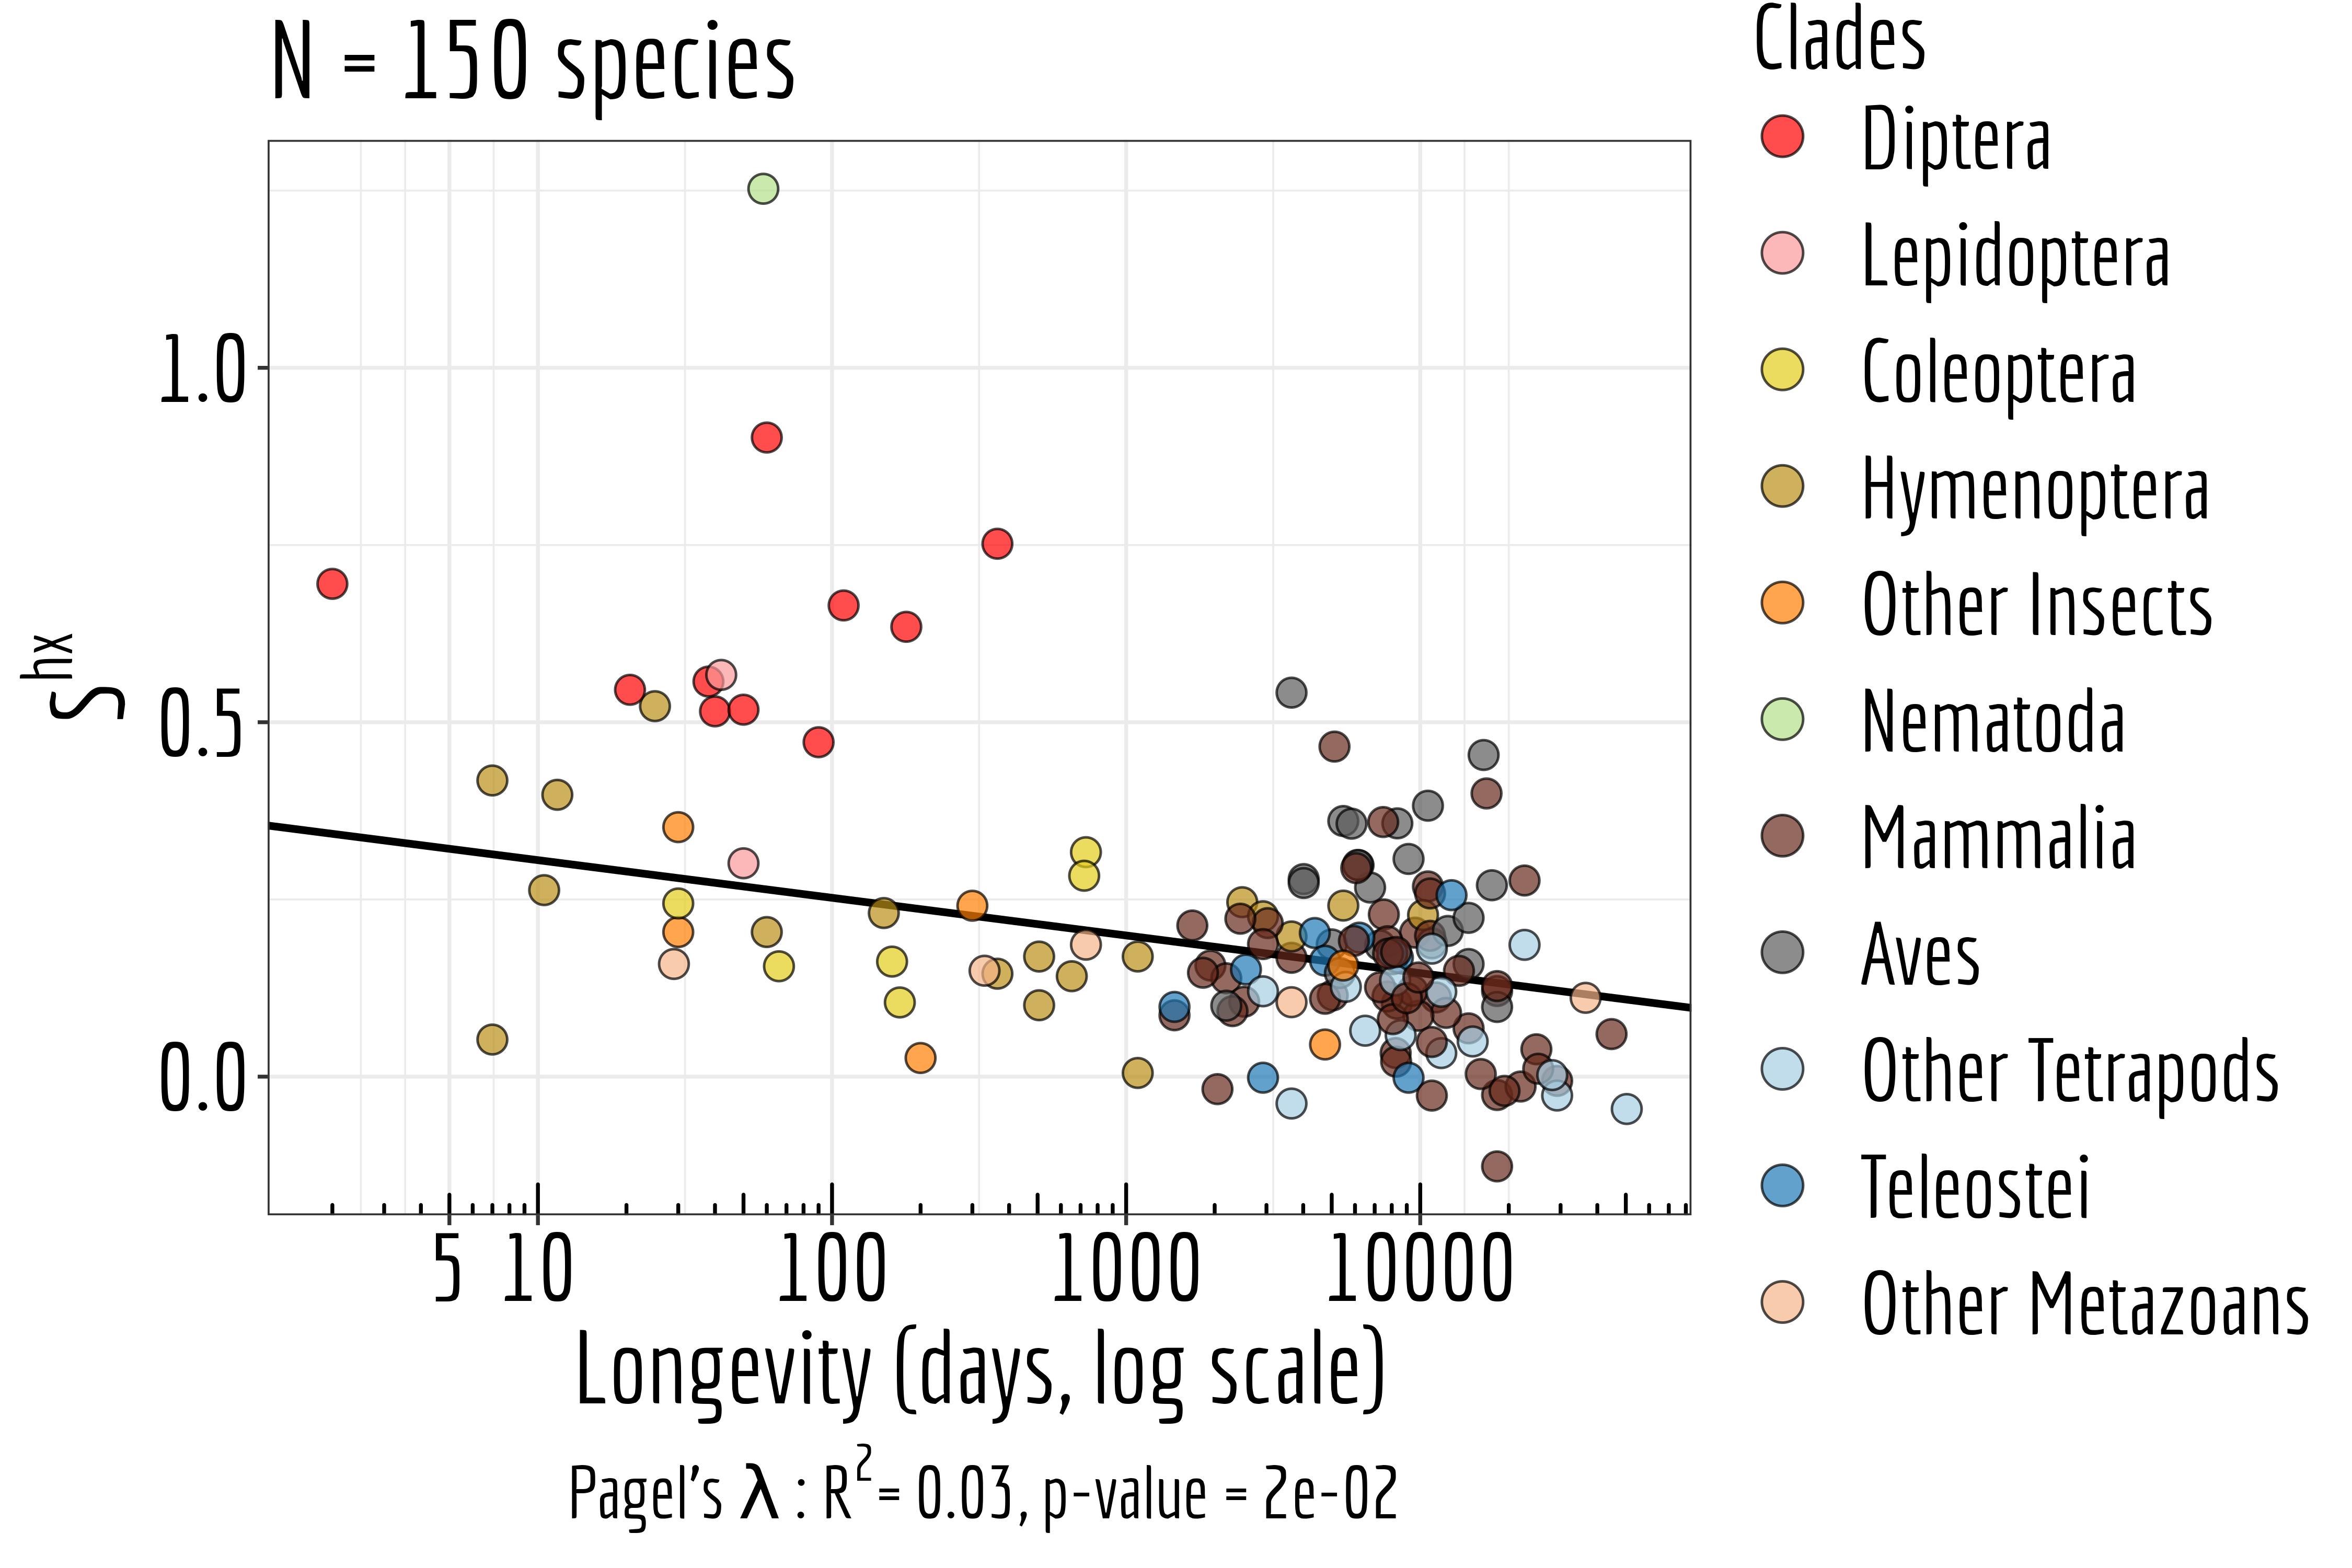 N = 150 species
Clades
Diptera
Lepidoptera
Coleoptera
Hymenoptera
Other Insects
Nematoda
Mammalia
Aves
Other Tetrapods
Teleostei
Other Metazoans
S^hx
1.0
0.5
0.0
5 10 100 1000 10000
Longevity (days, log scale)
Pagel's λ : R²= 0.03, p-value = 2e-02